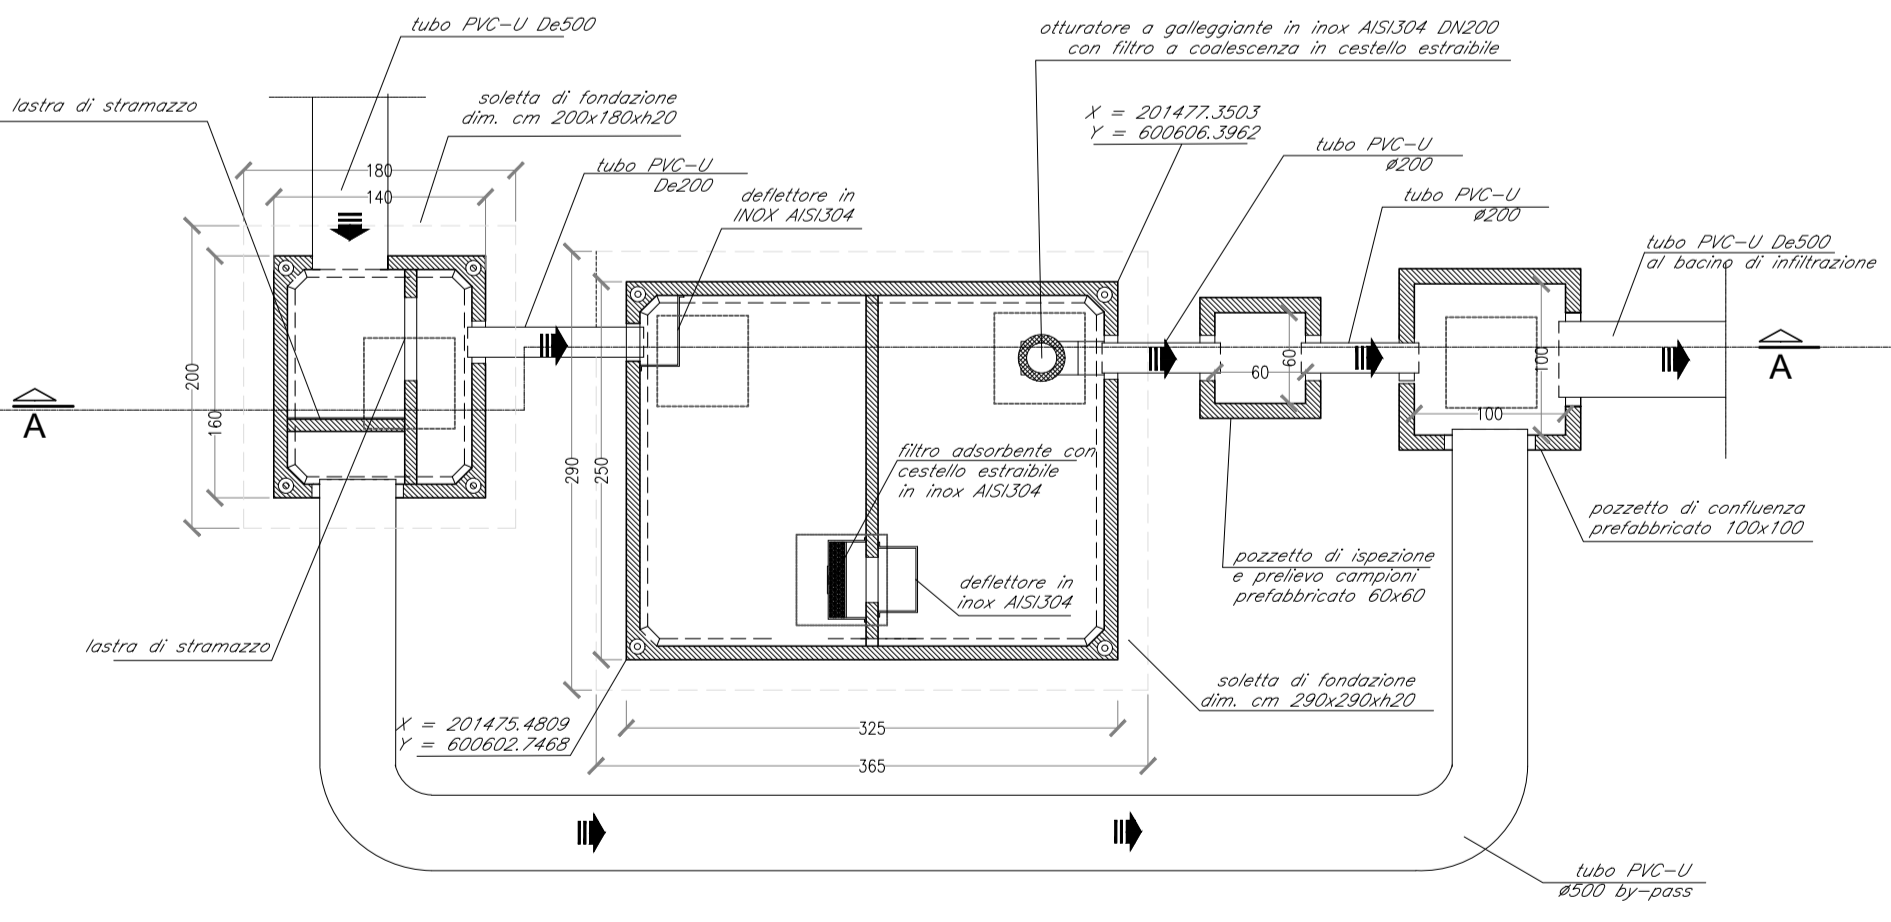 tubo PVC-U De500
lastra di stramazzo
soletta di fondazione
dim. cm 200x180xh20
otturatore a galleggiante in inox AISI304 DN200
con filtro a coalescenza in cestello estraibile
X = 201477.3503
Y = 600606.3962
tubo PVC-U
De200
deflettore in
INOX AISI304
tubo PVC-U
ø200
tubo PVC-U
ø200
tubo PVC-U De500
al bacino di infiltrazione
180
140
200
160
290
250
60
60
100
100
A
A
filtro adsorbente con
cestello estraibile
in inox AISI304
deflettore in
inox AISI304
pozzetto di ispezione
e prelievo campioni
prefabbricato 60x60
pozzetto di confluenza
prefabbricato 100x100
lastra di stramazzo
soletta di fondazione
dim. cm 290x290xh20
X = 201475.4809
Y = 600602.7468
325
365
tubo PVC-U
ø500 by-pass